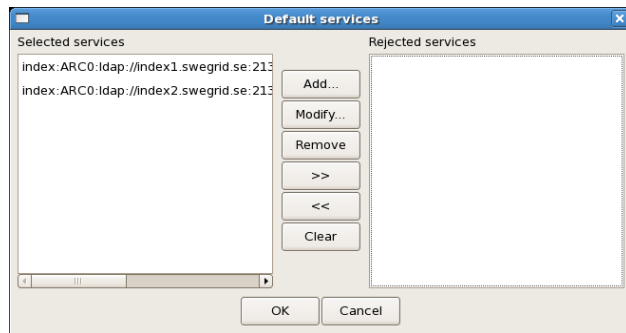 Default services
Selected services
Rejected services
index:ARC0:ldap://index1.swegrid.se:213
index:ARC0:ldap://index2.swegrid.se:213
Add...
Modify...
Remove
>>
<<
Clear
OK
Cancel